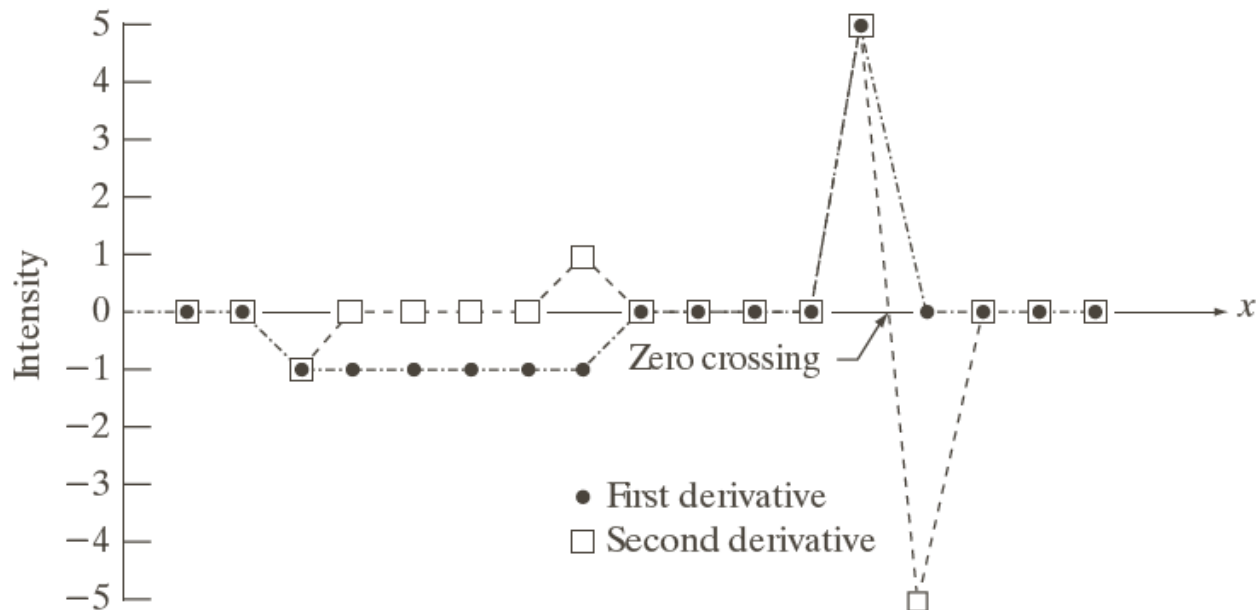 5
4
3
2
1
0
−1
−2
−3
−4
−5
Intensity
x
Zero crossing
First derivative
Second derivative